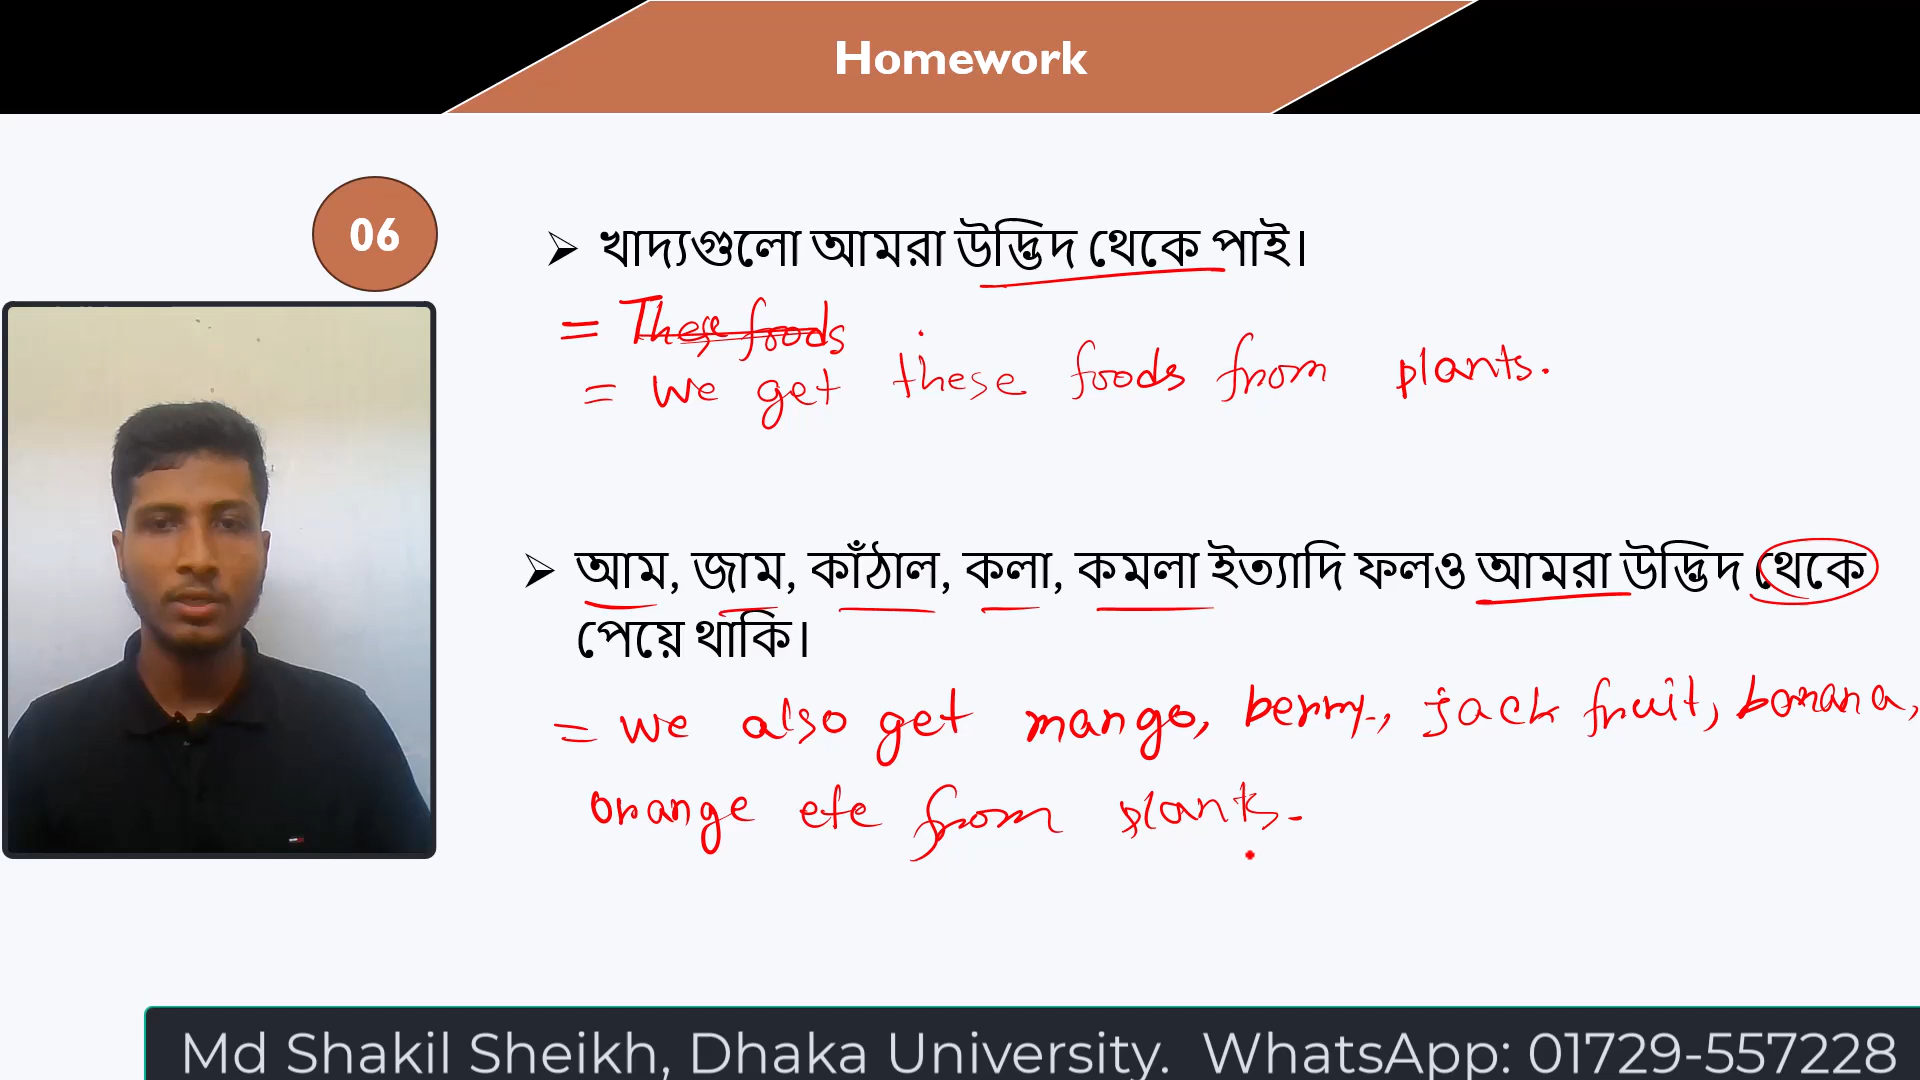 Homework
06
➢ খাদ্যগুলো আমরা উদ্ভিদ থেকে পাই।
= These foods
= we get these foods from plants.
➢ আম, জাম, কাঁঠাল, কলা, কমলা ইত্যাদি ফলও আমরা উদ্ভিদ থেকে
পেয়ে থাকি।
= we also get mango, berry, jack fruit, banana,
orange etc from plants.
Md Shakil Sheikh, Dhaka University. WhatsApp: 01729-557228